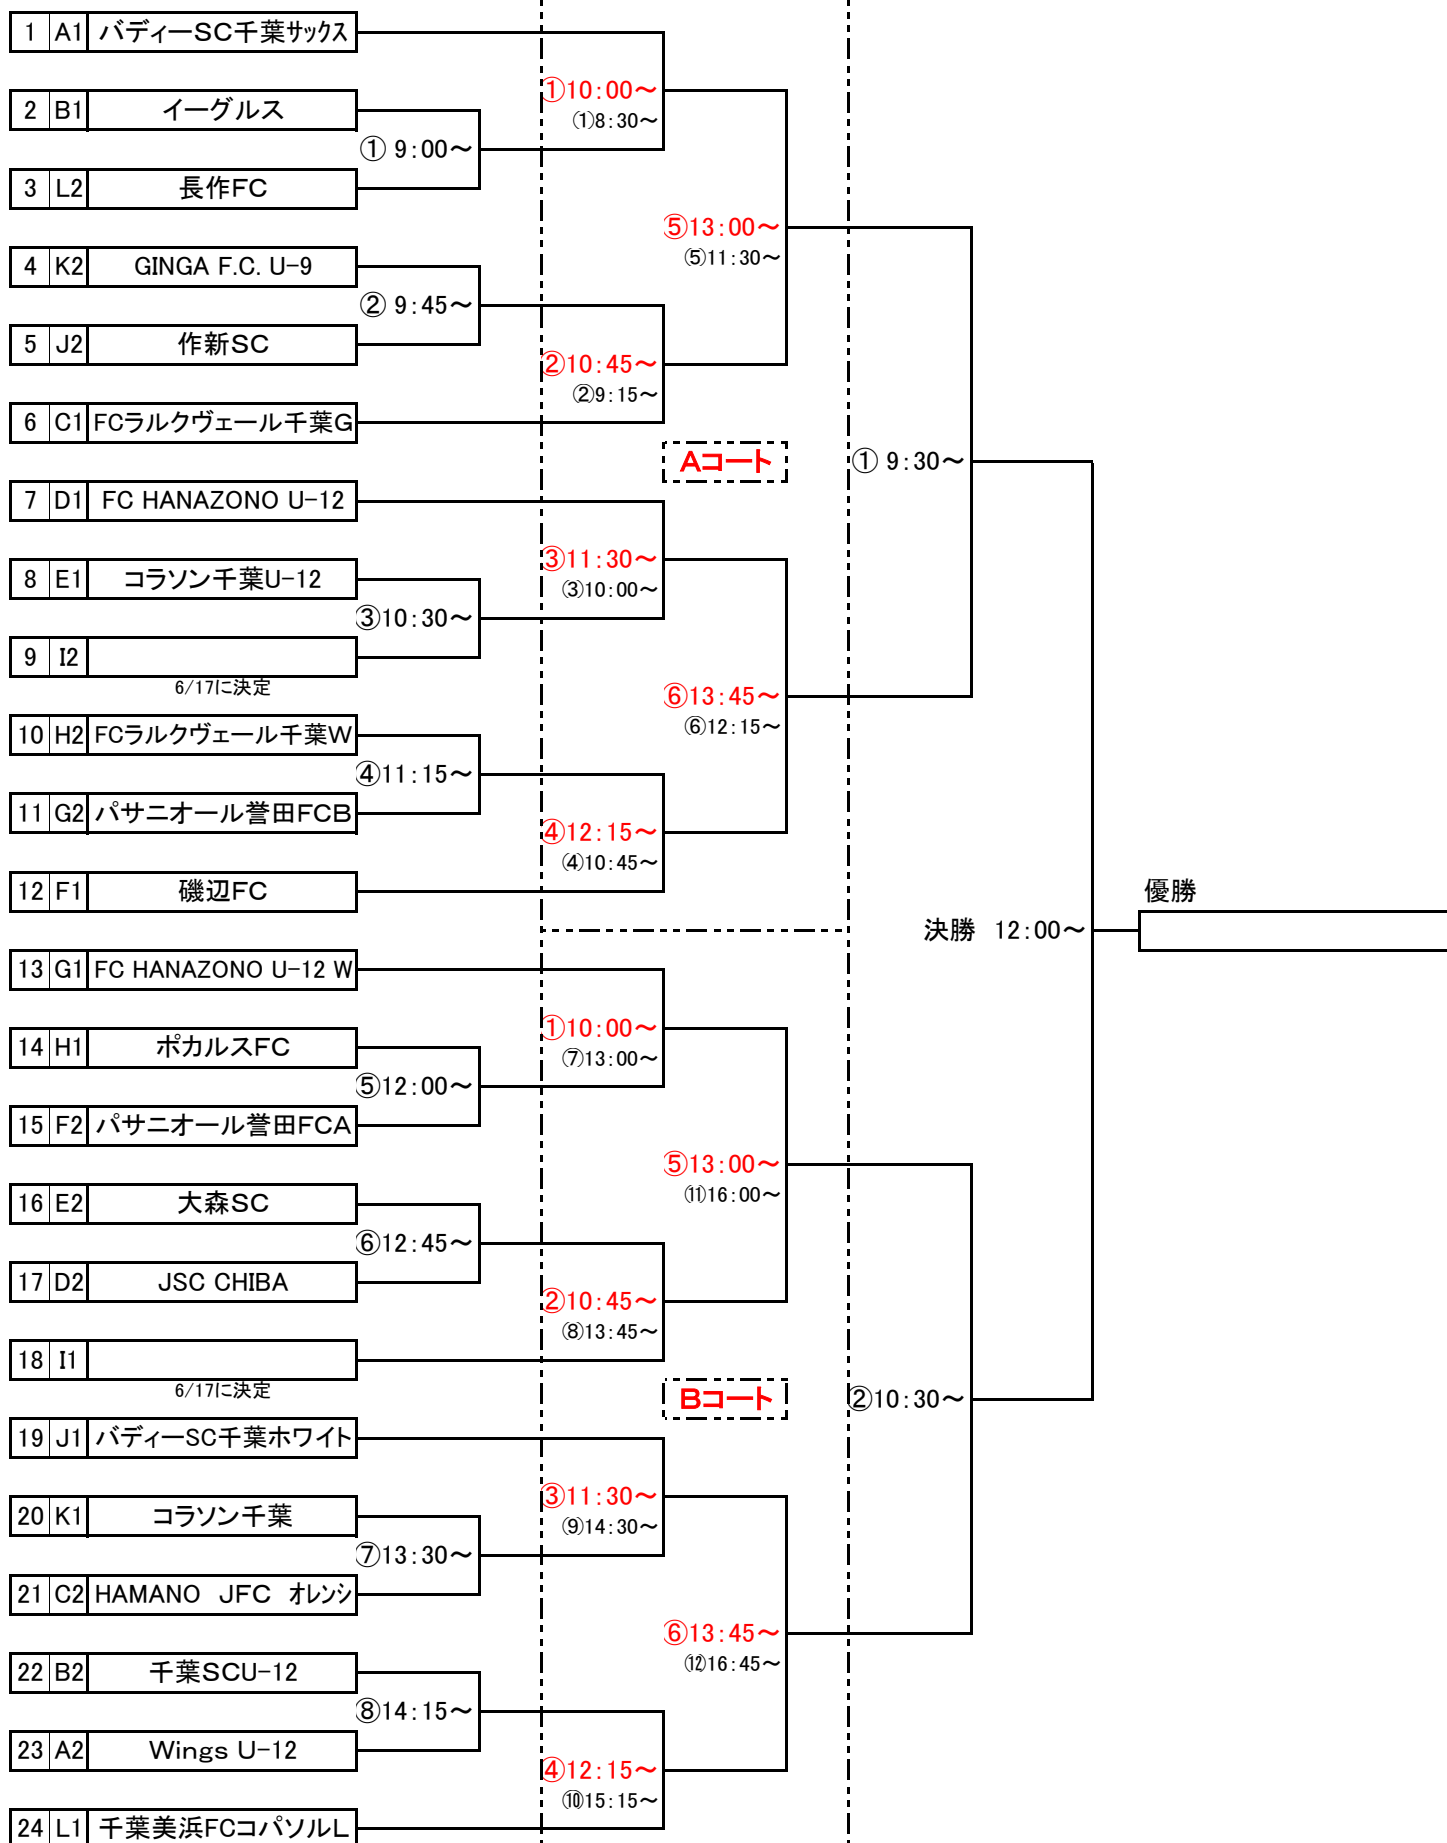 1 A1 バディーSC千葉サックス
①10:00～
2 B1 イーグルス
(1)8:30～
① 9:00～
3 L2 長作FC
⑤13:00～
4 K2 GINGA F.C. U-9
(5)11:30～
② 9:45～
5 J2 作新SC
②10:45～
(2)9:15～
6 C1 FCラルクヴェール千葉G
Aコート
① 9:30～
7 D1 FC HANAZONO U-12
③11:30～
8 E1 コラソン千葉U-12
(3)10:00～
③10:30～
9 I2
6/17に決定
⑥13:45～
10 H2 FCラルクヴェール千葉W
(6)12:15～
④11:15～
11 G2 パサニオール誉田FCB
④12:15～
(4)10:45～
12 F1 磯辺FC
優勝
決勝 12:00～
13 G1 FC HANAZONO U-12 W
①10:00～
14 H1 ポカルスFC
(7)13:00～
⑤12:00～
15 F2 パサニオール誉田FCA
⑤13:00～
16 E2 大森SC
(11)16:00～
⑥12:45～
17 D2 JSC CHIBA
②10:45～
(8)13:45～
18 I1
6/17に決定
Bコート
②10:30～
19 J1 バディーSC千葉ホワイト
③11:30～
20 K1 コラソン千葉
(9)14:30～
⑦13:30～
21 C2 HAMANO JFC オレンシ
⑥13:45～
22 B2 千葉SCU-12
(12)16:45～
⑧14:15～
23 A2 Wings U-12
④12:15～
(10)15:15～
24 L1 千葉美浜FCコパソルL